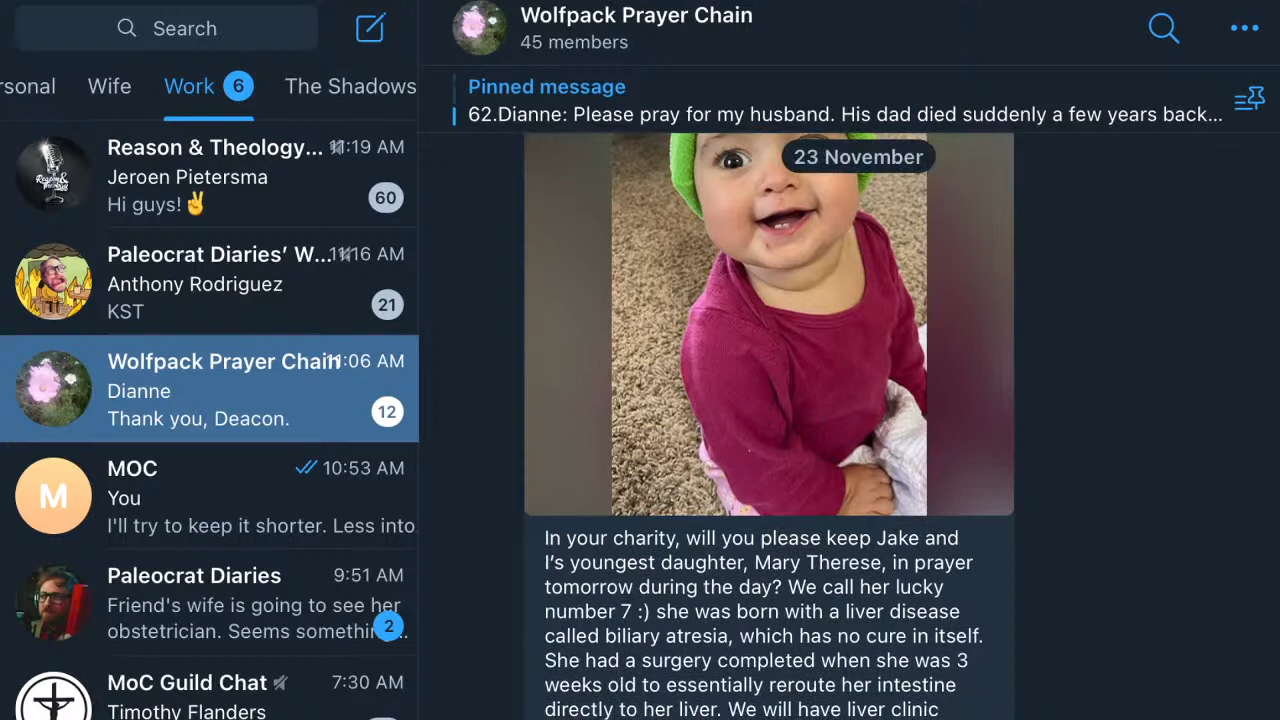 Search
rsonal
Wife
Work 6
The Shadows
Reason & Theology... 11:19 AM
Jeroen Pietersma
Hi guys!✌️
60
Paleocrat Diaries’ W... 11:16 AM
Anthony Rodriguez
KST
21
Wolfpack Prayer Chain 11:06 AM
Dianne
Thank you, Deacon.
12
M
MOC 10:53 AM
You
I'll try to keep it shorter. Less into
Paleocrat Diaries 9:51 AM
Friend's wife is going to see her
obstetrician. Seems somethin...
2
MoC Guild Chat 7:30 AM
Timothy Flanders
Wolfpack Prayer Chain
45 members
Pinned message
62.Dianne: Please pray for my husband. His dad died suddenly a few years back...
23 November
In your charity, will you please keep Jake and
I’s youngest daughter, Mary Therese, in prayer
tomorrow during the day? We call her lucky
number 7 :) she was born with a liver disease
called biliary atresia, which has no cure in itself.
She had a surgery completed when she was 3
weeks old to essentially reroute her intestine
directly to her liver. We will have liver clinic